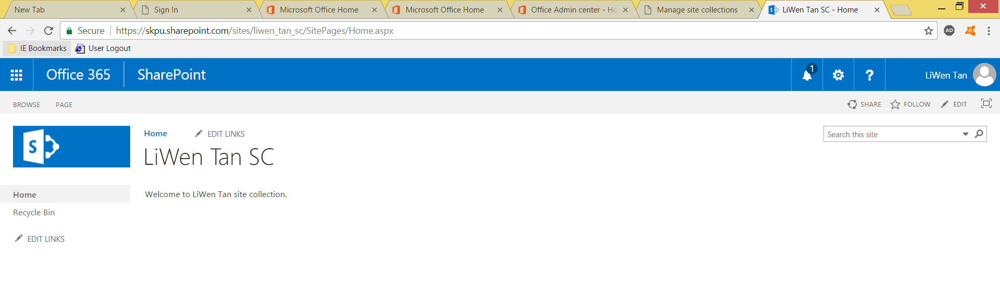 New Tab
Sign In
Microsoft Office Home
Microsoft Office Home
Office Admin center - Ho
Manage site collections
LiWen Tan SC - Home
Secure https://skpu.sharepoint.com/sites/liwen_tan_sc/SitePages/Home.aspx
AD
IE Bookmarks User Logout
Office 365 SharePoint 1 ? LiWen Tan
BROWSE PAGE SHARE FOLLOW EDIT
S
Home EDIT LINKS Search this site
LiWen Tan SC
Home
Welcome to LiWen Tan site collection.
Recycle Bin
EDIT LINKS